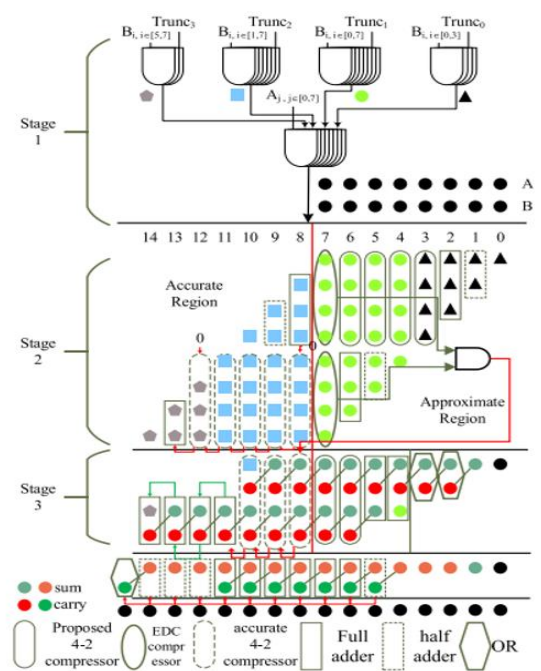 Trunc3 Trunc2 Trunc1 Trunc0
Bi, i∈[5,7] Bi, i∈[1,7] Bi, i∈[0,7] Bi, i∈[0,3]
Aj, j∈[0,7]
Stage
1
A
B
14 13 12 11 10 9 8 7 6 5 4 3 2 1 0
Accurate
Region
0
0
Stage
2
Approximate
Region
Stage
3
sum
carry
Proposed
4-2
compressor
EDC
compr
essor
accurate
4-2
compressor
Full
adder
half
adder
OR